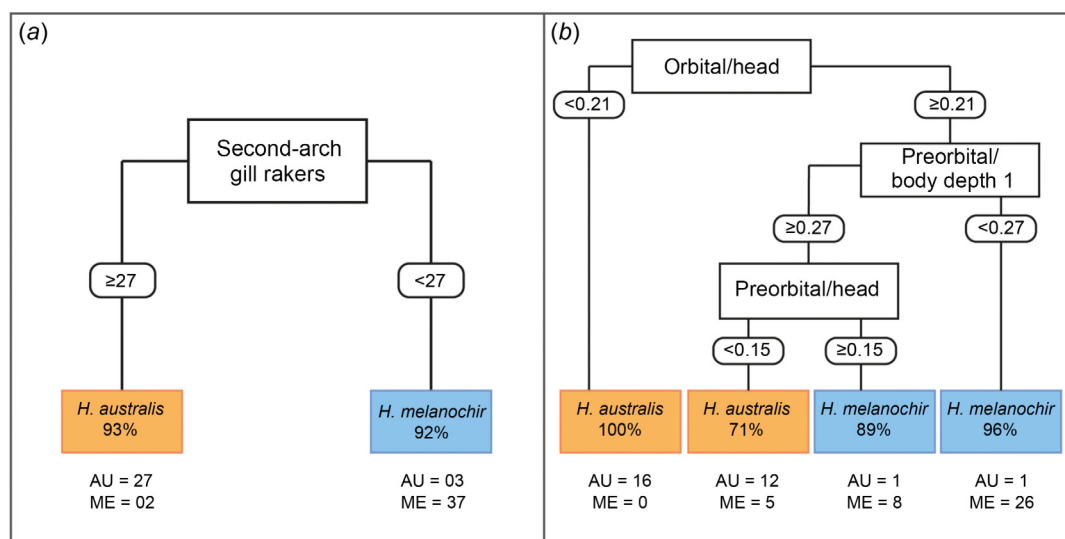 (a)
Second-arch
gill rakers
≥27
<27
H. australis
93%
H. melanochir
92%
AU = 27
ME = 02
AU = 03
ME = 37
(b)
Orbital/head
<0.21
≥0.21
Preorbital/
body depth 1
≥0.27
<0.27
Preorbital/head
<0.15
≥0.15
H. australis
100%
H. australis
71%
H. melanochir
89%
H. melanochir
96%
AU = 16
ME = 0
AU = 12
ME = 5
AU = 1
ME = 8
AU = 1
ME = 26